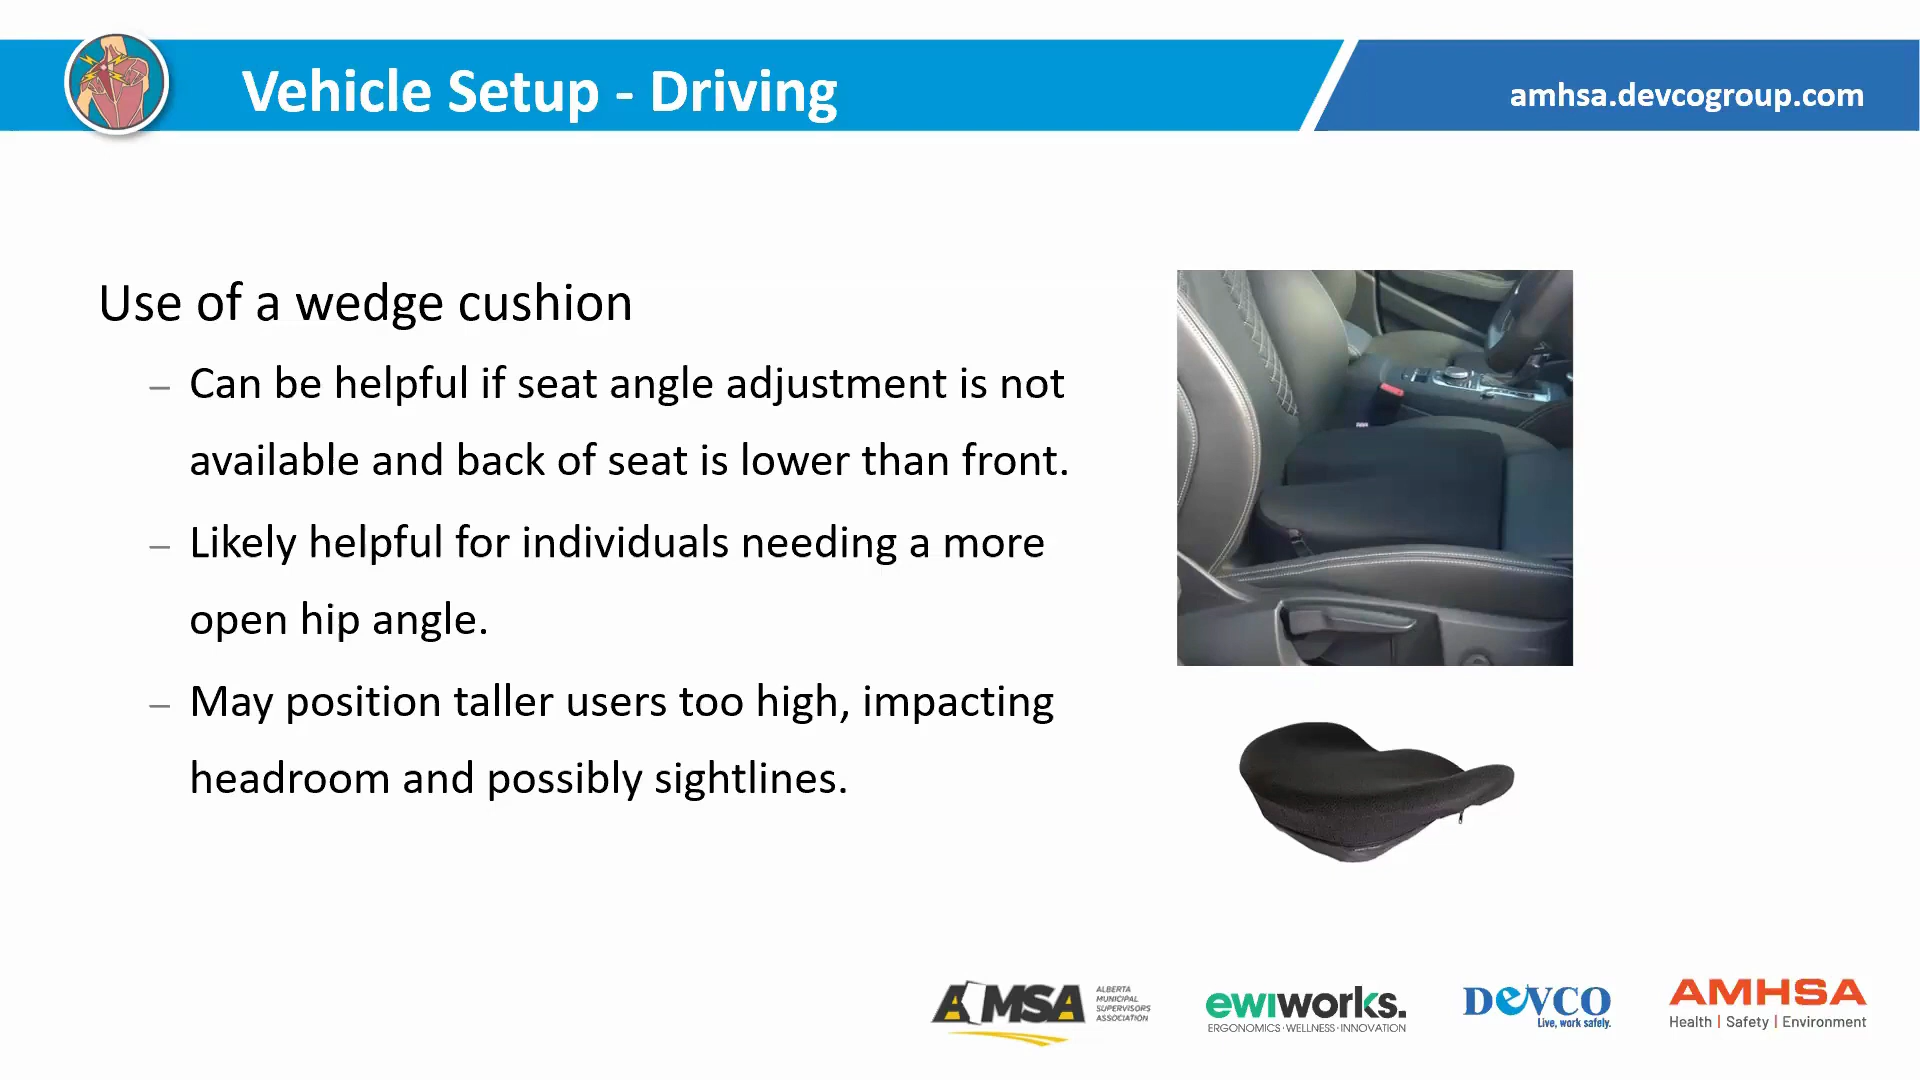 Vehicle Setup - Driving
amhsa.devcogroup.com
Use of a wedge cushion
– Can be helpful if seat angle adjustment is not
available and back of seat is lower than front.
– Likely helpful for individuals needing a more
open hip angle.
– May position taller users too high, impacting
headroom and possibly sightlines.
AMSA
ALBERTA
MUNICIPAL
SUPERVISORS
ASSOCIATION
ewiworks.
ERGONOMICS·WELLNESS·INNOVATION
DeVCO
Live, work safely.
AMHSA
Health | Safety | Environment